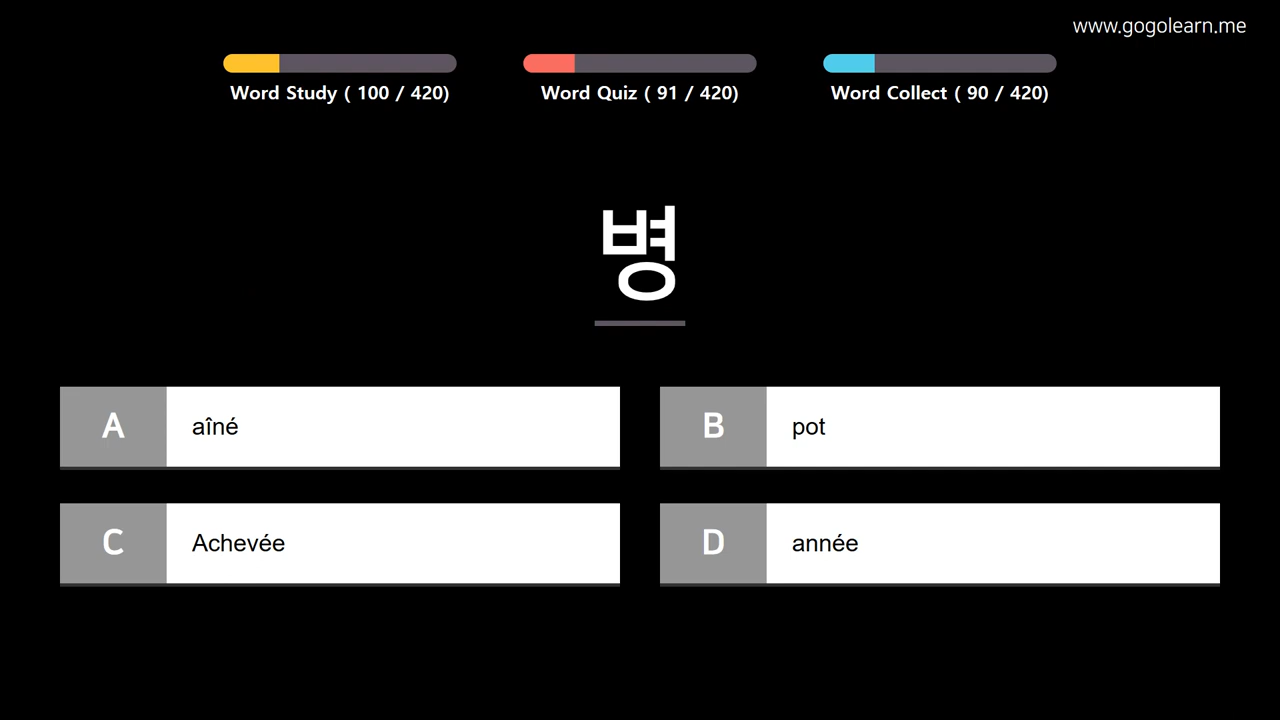 www.gogolearn.me
Word Study ( 100 / 420)
Word Quiz ( 91 / 420)
Word Collect ( 90 / 420)
병
A aîné
B pot
C Achevée
D année